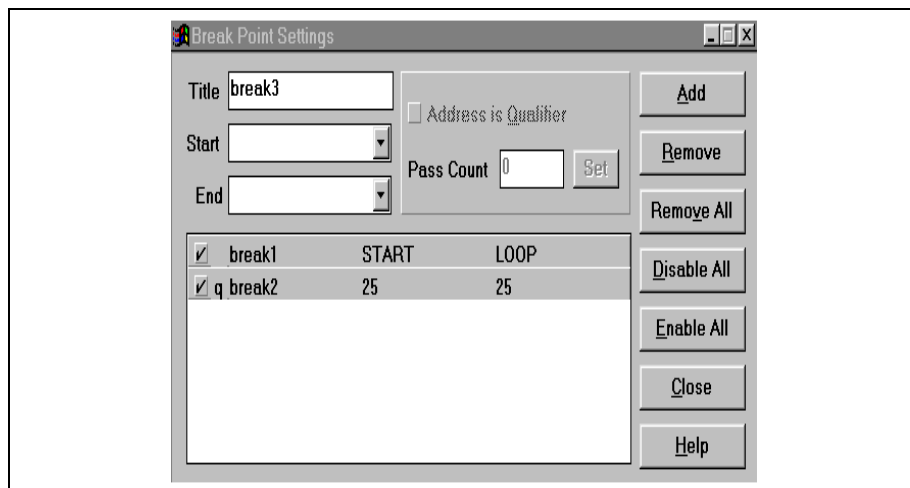 Break Point Settings
Title break3
Start
End
Address is Qualifier
Pass Count 0 Set
break1 START LOOP
q break2 25 25
Add
Remove
Remove All
Disable All
Enable All
Close
Help